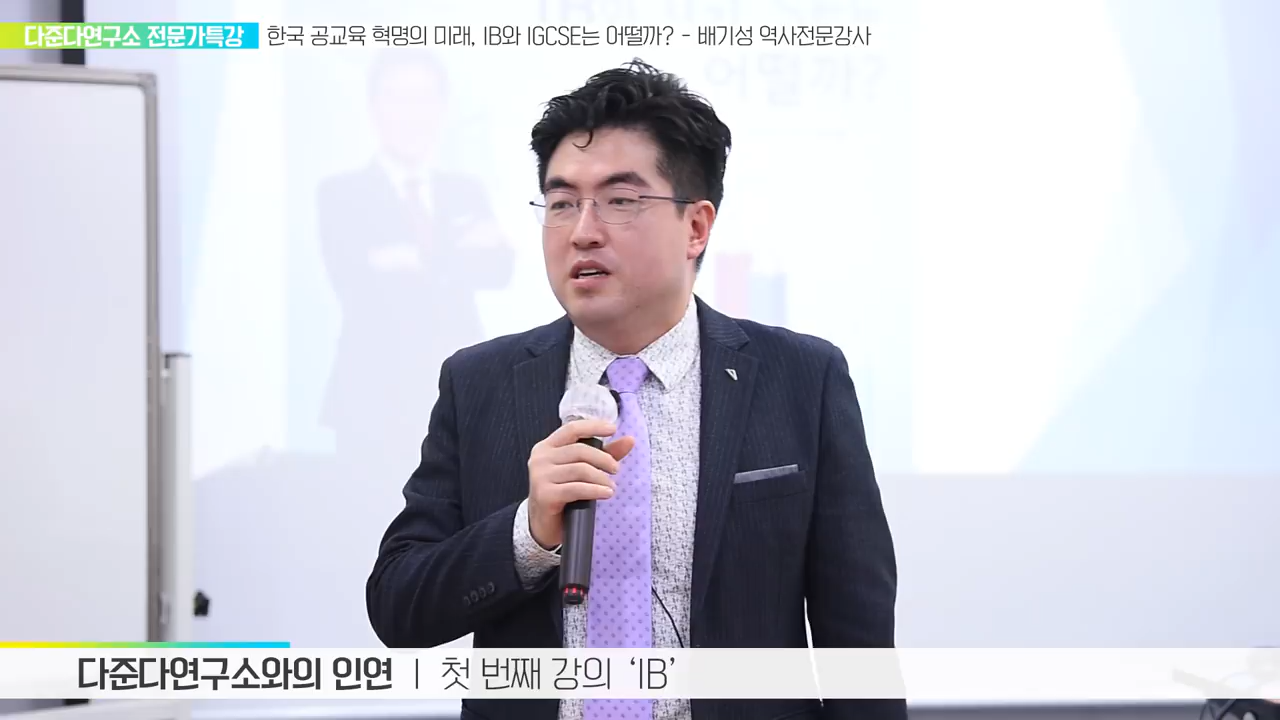 다준다연구소 전문가특강 한국 공교육 혁명의 미래, IB와 IGCSE는 어떨까? - 배기성 역사전문강사
어떨까?
다준다연구소와의 인연 | 첫 번째 강의 ‘IB’